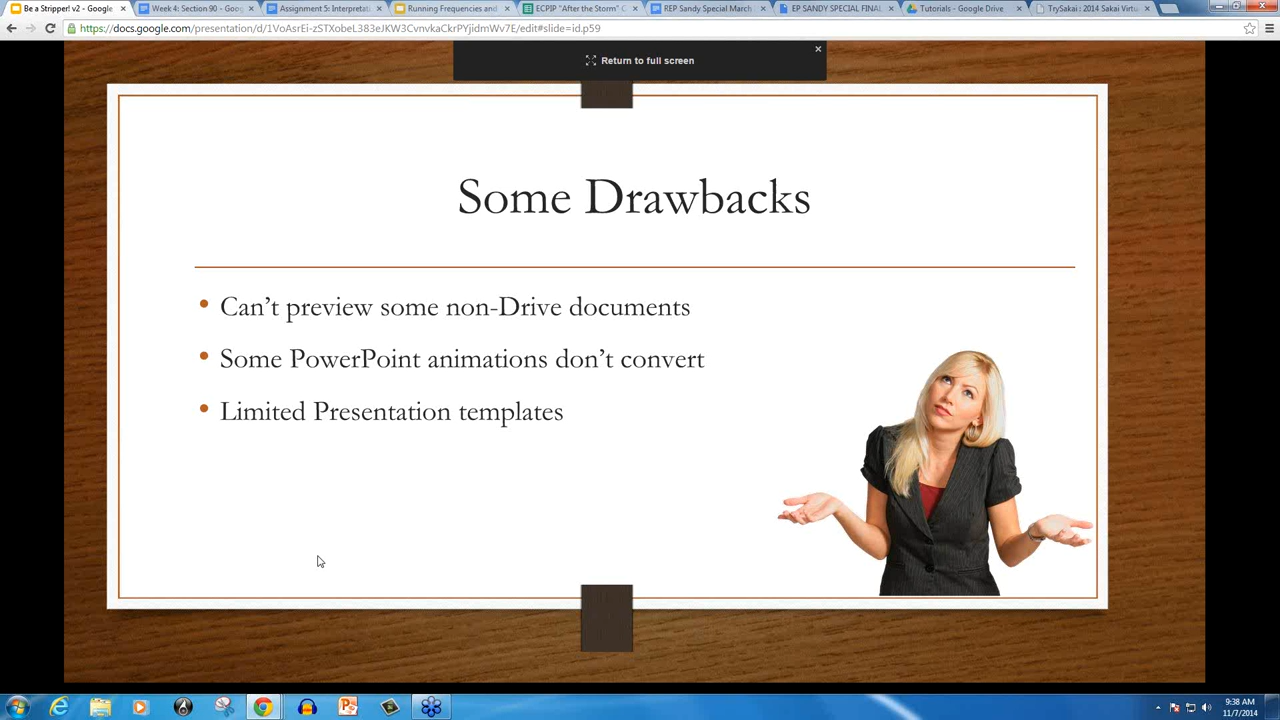 Be a Stripper! v2 - Google
Week 4: Section 90 - Goog
Assignment 5: Interpretati
Running Frequencies and
ECPIP "After the Storm" C
REP Sandy Special March
EP SANDY SPECIAL FINAL
Tutorials - Google Drive
TrySakai : 2014 Sakai Virtu
https://docs.google.com/presentation/d/1VoAsrEi-zSTXobeL383eJKW3CvnvkaCkrPYjidmWv7E/edit#slide=id.p59
Return to full screen
Some Drawbacks
• Can’t preview some non-Drive documents
• Some PowerPoint animations don’t convert
• Limited Presentation templates
9:38 AM
11/7/2014